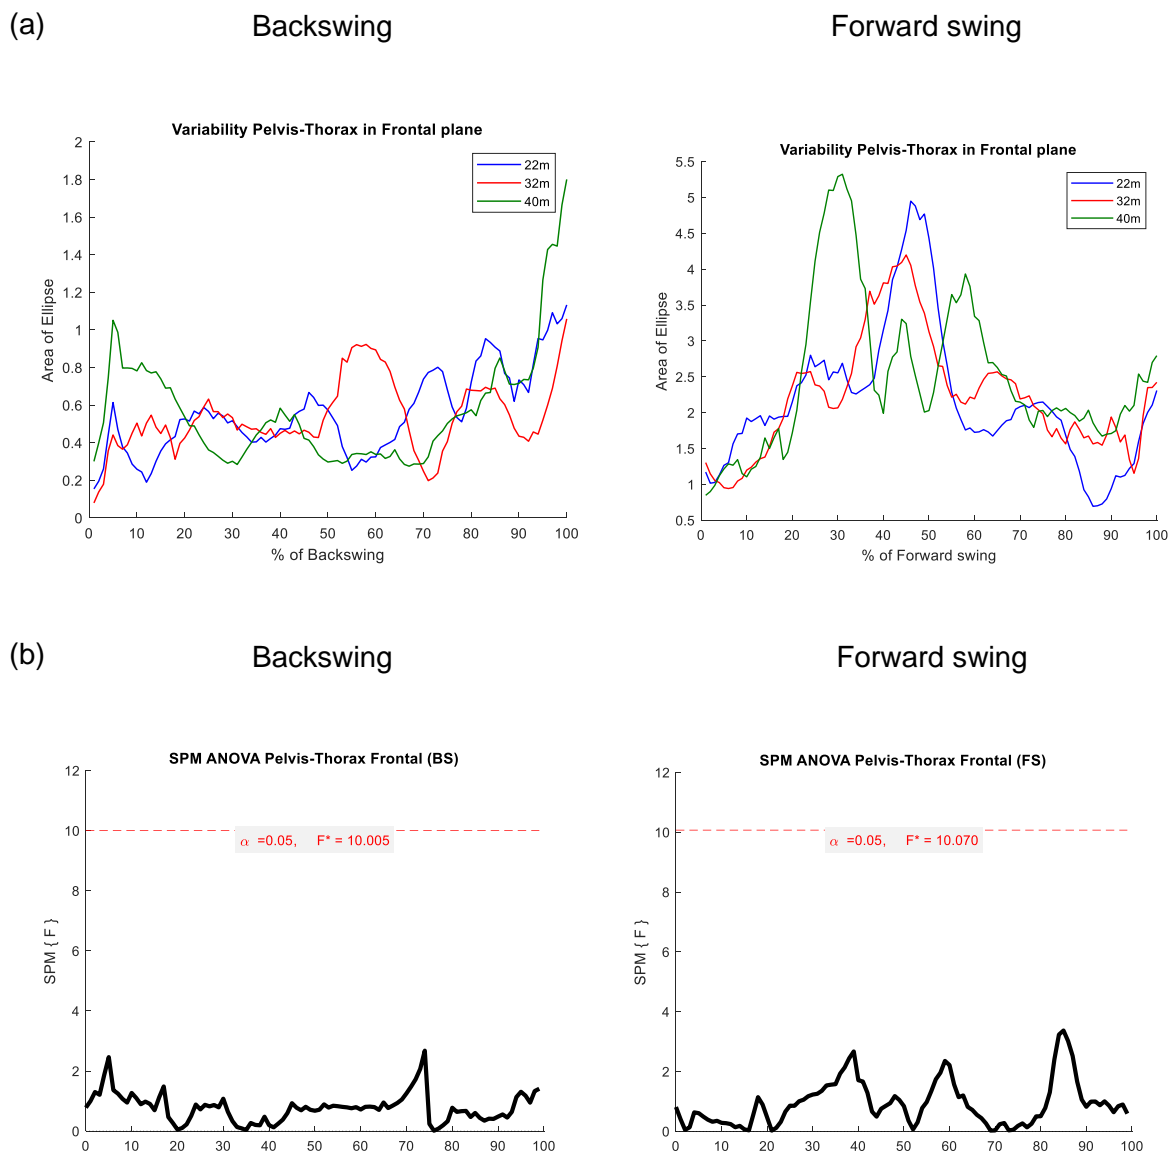 (a)
Backswing
Forward swing
Variability Pelvis-Thorax in Frontal plane
2
1.8
1.6
1.4
1.2
1
0.8
0.6
0.4
0.2
0
Area of Ellipse
22m
32m
40m
0 10 20 30 40 50 60 70 80 90 100
% of Backswing
Variability Pelvis-Thorax in Frontal plane
5.5
5
4.5
4
3.5
3
2.5
2
1.5
1
0.5
Area of Ellipse
22m
32m
40m
0 10 20 30 40 50 60 70 80 90 100
% of Forward swing
(b)
Backswing
Forward swing
SPM ANOVA Pelvis-Thorax Frontal (BS)
12
10
8
6
4
2
0
SPM { F }
α =0.05, F* = 10.005
0 10 20 30 40 50 60 70 80 90 100
SPM ANOVA Pelvis-Thorax Frontal (FS)
12
10
8
6
4
2
0
SPM { F }
α =0.05, F* = 10.070
0 10 20 30 40 50 60 70 80 90 100